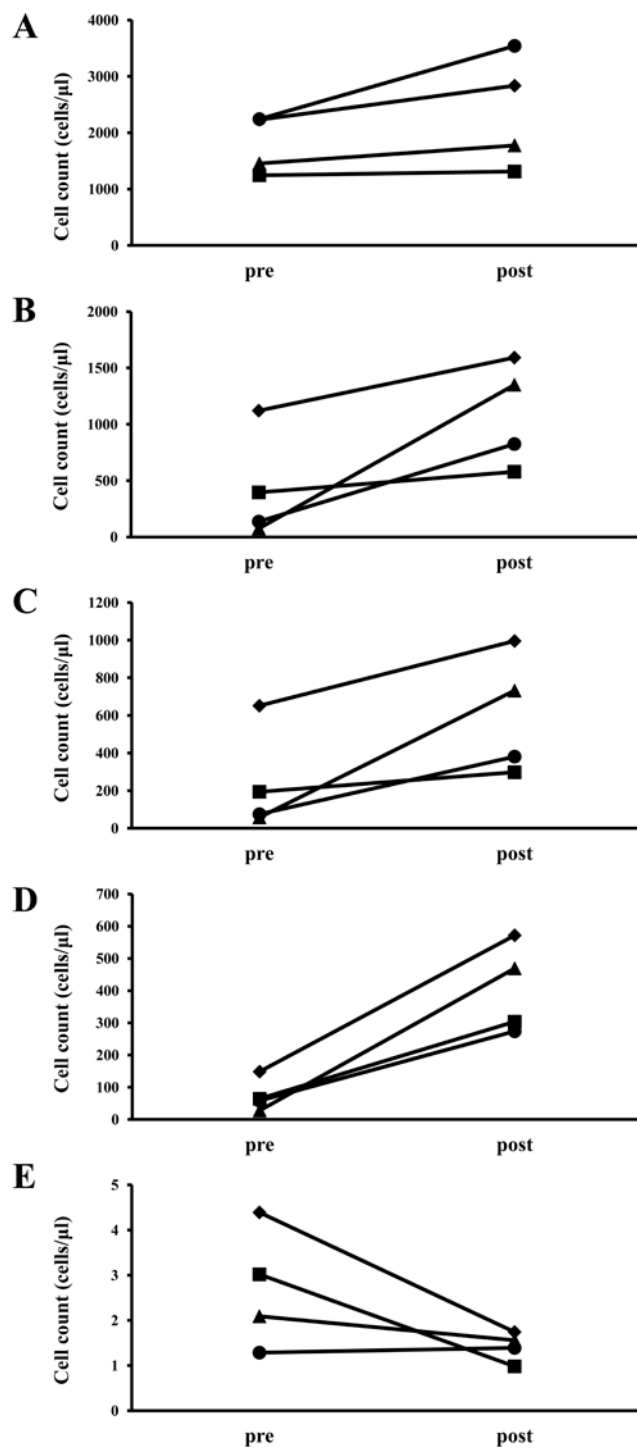 A
Cell count (cells/µl)
4000
3000
2000
1000
0
pre
post
B
Cell count (cells/µl)
2000
1500
1000
500
0
pre
post
C
Cell count (cells/µl)
1200
1000
800
600
400
200
0
pre
post
D
Cell count (cells/µl)
700
600
500
400
300
200
100
0
pre
post
E
Cell count (cells/µl)
5
4
3
2
1
0
pre
post